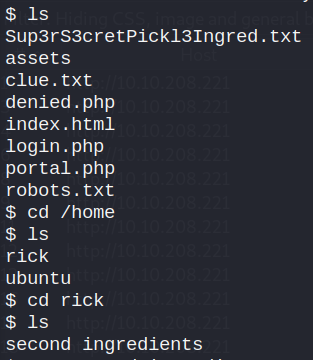 $ ls
Sup3rS3cretPickl3Ingred.txt
assets
clue.txt
denied.php
index.html
login.php
portal.php
robots.txt
$ cd /home
$ ls
rick
ubuntu
$ cd rick
$ ls
second ingredients